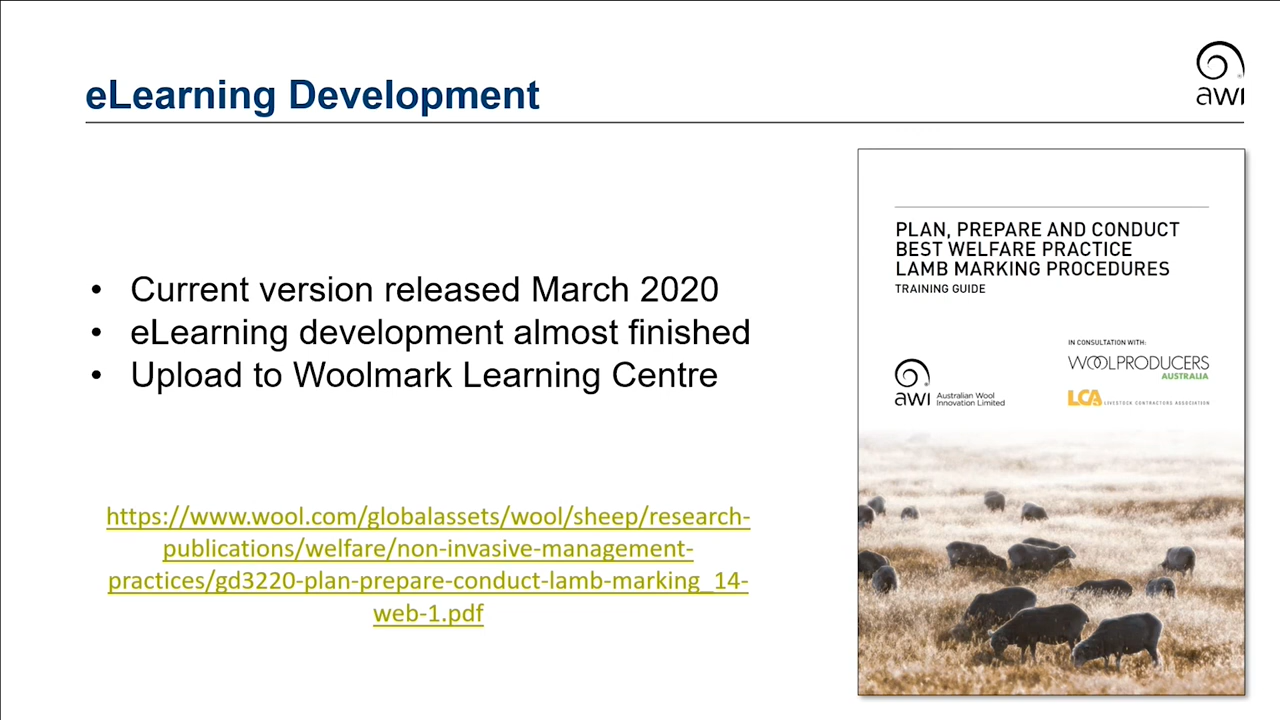 eLearning Development
awi
• Current version released March 2020
• eLearning development almost finished
• Upload to Woolmark Learning Centre
https://www.wool.com/globalassets/wool/sheep/research-
publications/welfare/non-invasive-management-
practices/gd3220-plan-prepare-conduct-lamb-marking_14-
web-1.pdf
PLAN, PREPARE AND CONDUCT
BEST WELFARE PRACTICE
LAMB MARKING PROCEDURES
TRAINING GUIDE
IN CONSULTATION WITH:
WOOLPRODUCERS
AUSTRALIA
awi
Australian Wool
Innovation Limited
LCA LIVESTOCK CONTRACTORS ASSOCIATION